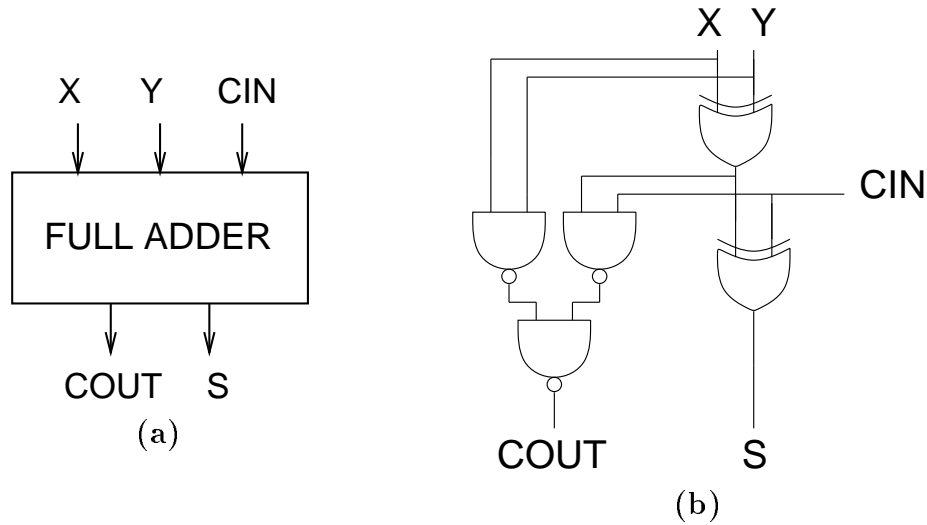 X Y CIN
FULL ADDER
COUT S
(a)
X Y
CIN
COUT S
(b)